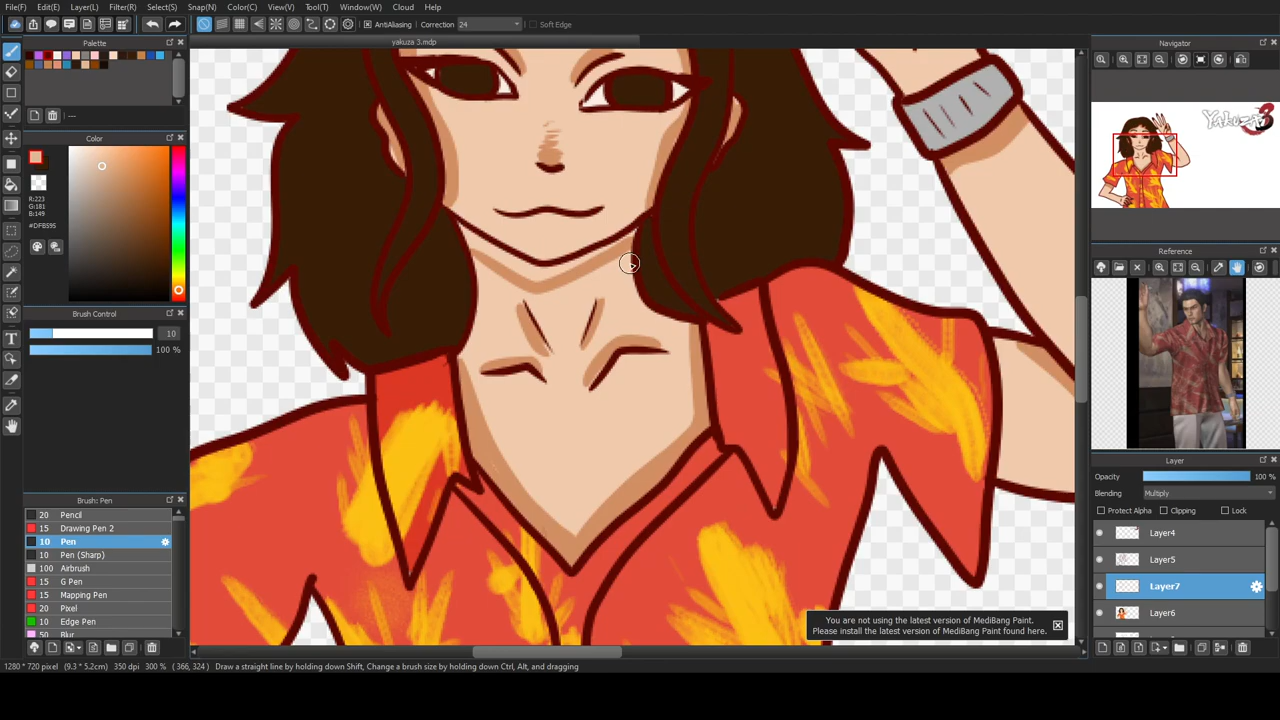 File(F) Edit(E) Layer(L) Filter(R) Select(S) Snap(N) Color(C) Tool(T) View(V) Window(W) Cloud Help
AntiAliasing Correction 24 Soft Edge
Palette
yakuza 3.mdp
Navigator
Yakuza 3
---
Color
R:223
G:181
B:149
#DFB595
Reference
Brush Control
10
100 %
Layer
Opacity 100 %
Blending Multiply
Protect Alpha Clipping Lock
Layer4
Layer5
Layer7
Layer6
Brush: Pen
20 Pencil
15 Drawing Pen 2
10 Pen
10 Pen (Sharp)
100 Airbrush
15 G Pen
15 Mapping Pen
20 Pixel
10 Edge Pen
50 Blur
You are not using the latest version of MediBang Paint.
Please install the latest version of MediBang Paint found here.
1280 * 720 pixel (9.3 * 5.2cm) 350 dpi 300 % ( 366, 324 ) Draw a straight line by holding down Shift, Change a brush size by holding down Ctrl, Alt, and dragging